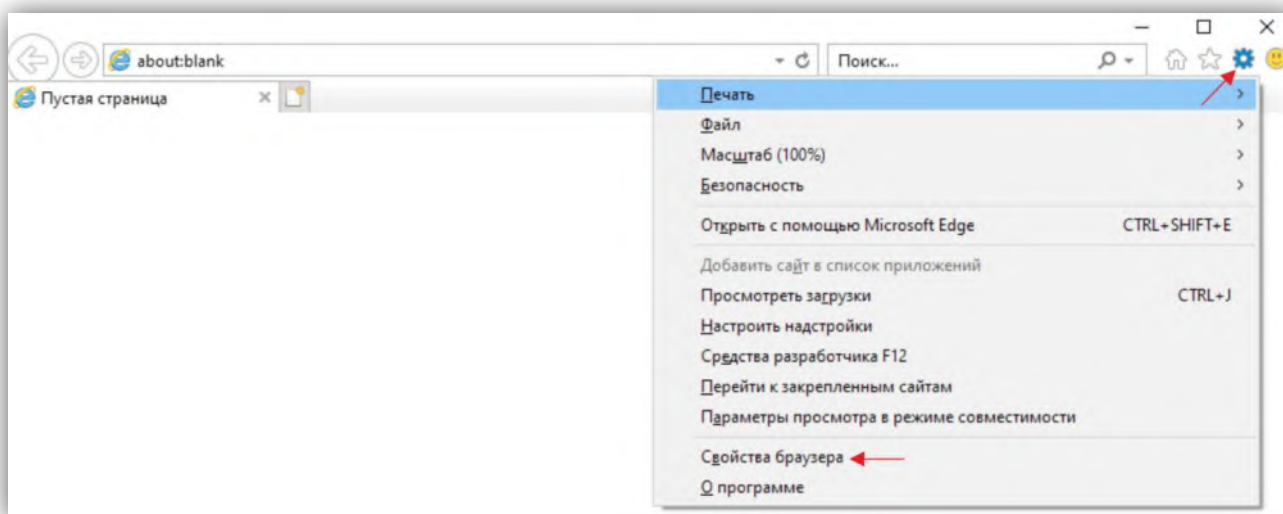 about:blank
Поиск...
Пустая страница
Печать
Файл
Масштаб (100%)
Безопасность
Открыть с помощью Microsoft Edge CTRL+SHIFT+E
Добавить сайт в список приложений
Просмотреть загрузки CTRL+J
Настроить надстройки
Средства разработчика F12
Перейти к закрепленным сайтам
Параметры просмотра в режиме совместимости
Свойства браузера
О программе